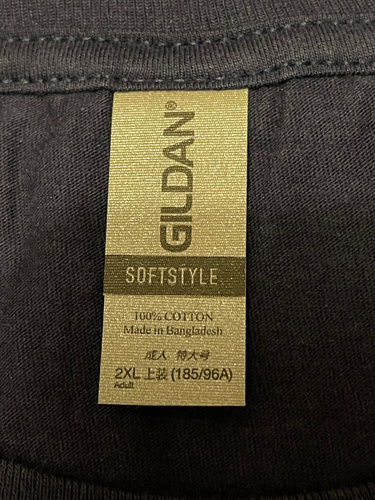 GILDAN®
SOFTSTYLE
100% COTTON
Made in Bangladesh
成人 特大号
2XL 上装 (185/96A)
Adult